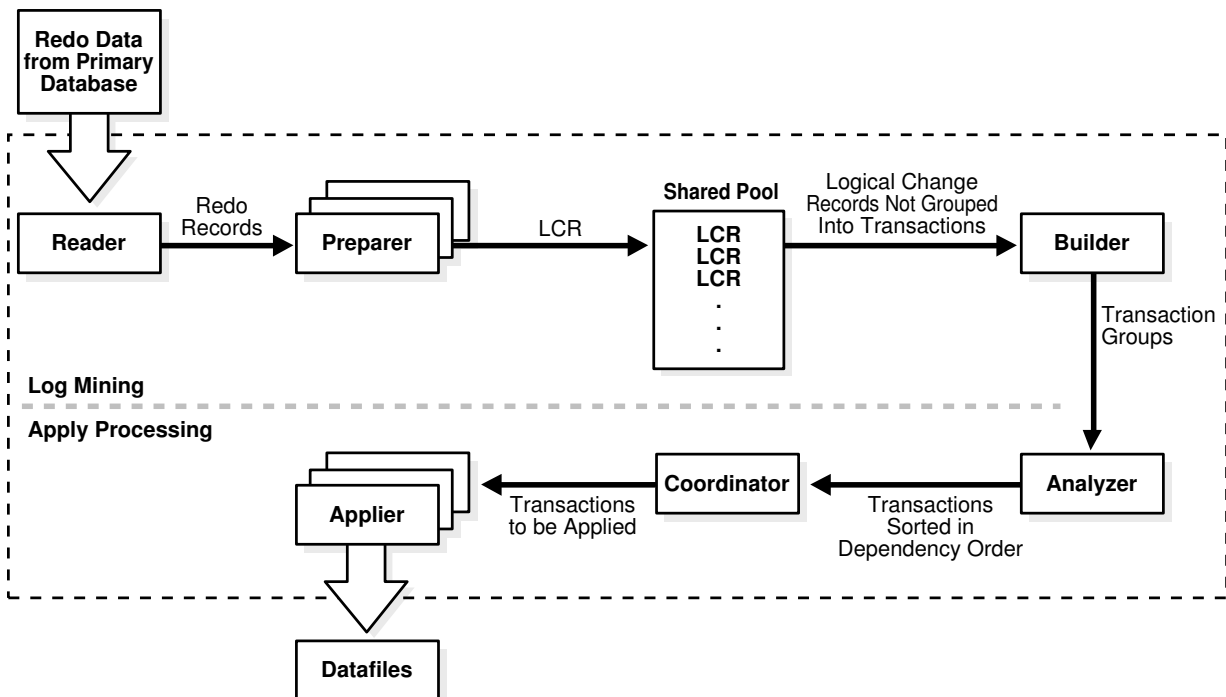 Redo Data
from Primary
Database
Reader
Redo
Records
Preparer
LCR
Shared Pool
LCR
LCR
LCR
.
.
.
Logical Change
Records Not Grouped
Into Transactions
Builder
Transaction
Groups
Log Mining
Apply Processing
Analyzer
Transactions
Sorted in
Dependency Order
Coordinator
Transactions
to be Applied
Applier
Datafiles